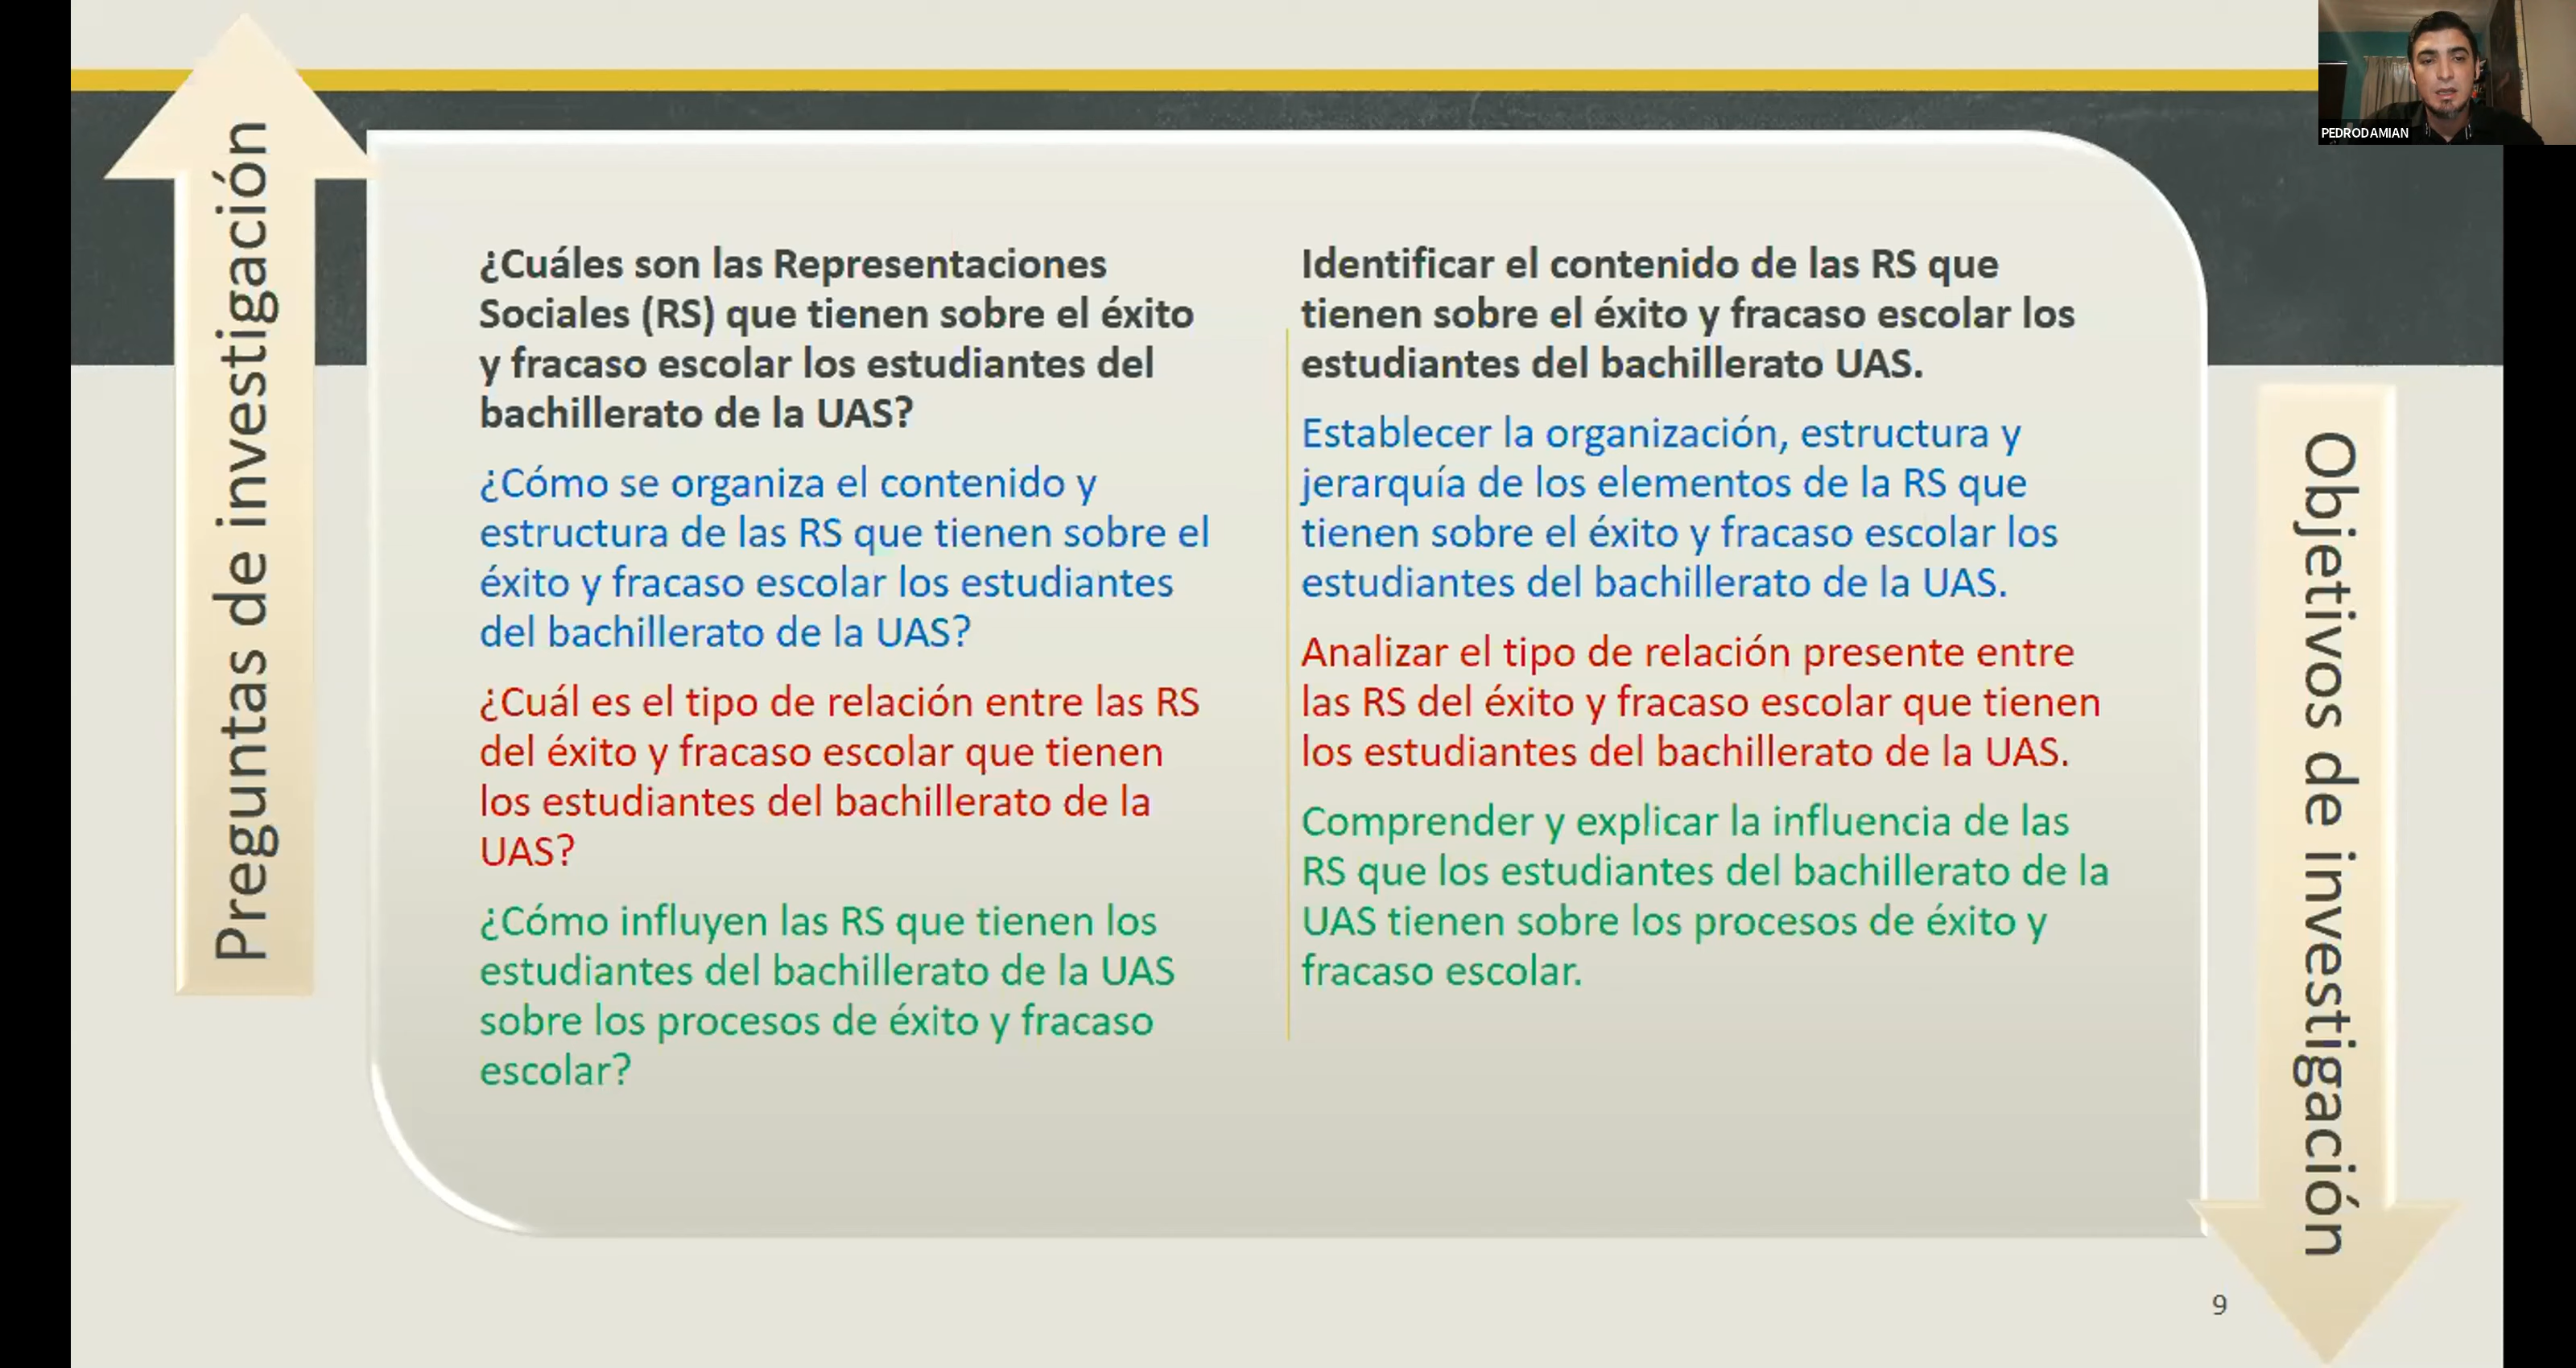 Preguntas de investigación
¿Cuáles son las Representaciones
Sociales (RS) que tienen sobre el éxito
y fracaso escolar los estudiantes del
bachillerato de la UAS?
¿Cómo se organiza el contenido y
estructura de las RS que tienen sobre el
éxito y fracaso escolar los estudiantes
del bachillerato de la UAS?
¿Cuál es el tipo de relación entre las RS
del éxito y fracaso escolar que tienen
los estudiantes del bachillerato de la
UAS?
¿Cómo influyen las RS que tienen los
estudiantes del bachillerato de la UAS
sobre los procesos de éxito y fracaso
escolar?
Identificar el contenido de las RS que
tienen sobre el éxito y fracaso escolar los
estudiantes del bachillerato UAS.
Establecer la organización, estructura y
jerarquía de los elementos de la RS que
tienen sobre el éxito y fracaso escolar los
estudiantes del bachillerato de la UAS.
Analizar el tipo de relación presente entre
las RS del éxito y fracaso escolar que tienen
los estudiantes del bachillerato de la UAS.
Comprender y explicar la influencia de las
RS que los estudiantes del bachillerato de la
UAS tienen sobre los procesos de éxito y
fracaso escolar.
Objetivos de investigación
PEDRODAMIAN
9